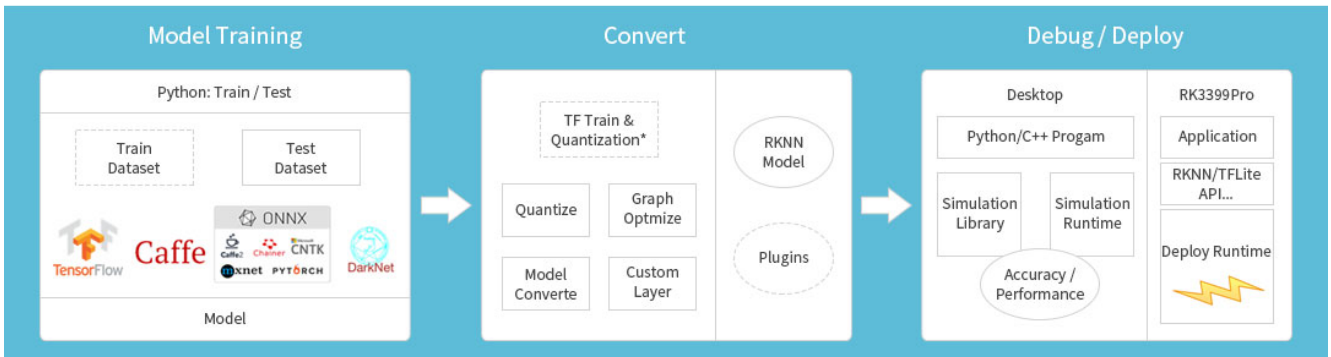 Model Training
Python: Train / Test
Train
Dataset
Test
Dataset
TensorFlow
Caffe
ONNX
Caffe2
Chainer
Microsoft
CNTK
mxnet
PYTORCH
DarkNet
Model
Convert
TF Train &
Quantization*
Quantize
Graph
Optmize
Model
Converte
Custom
Layer
RKNN
Model
Plugins
Debug / Deploy
Desktop
Python/C++ Progam
Simulation
Library
Simulation
Runtime
Accuracy /
Performance
RK3399Pro
Application
RKNN/TFLite
API...
Deploy Runtime